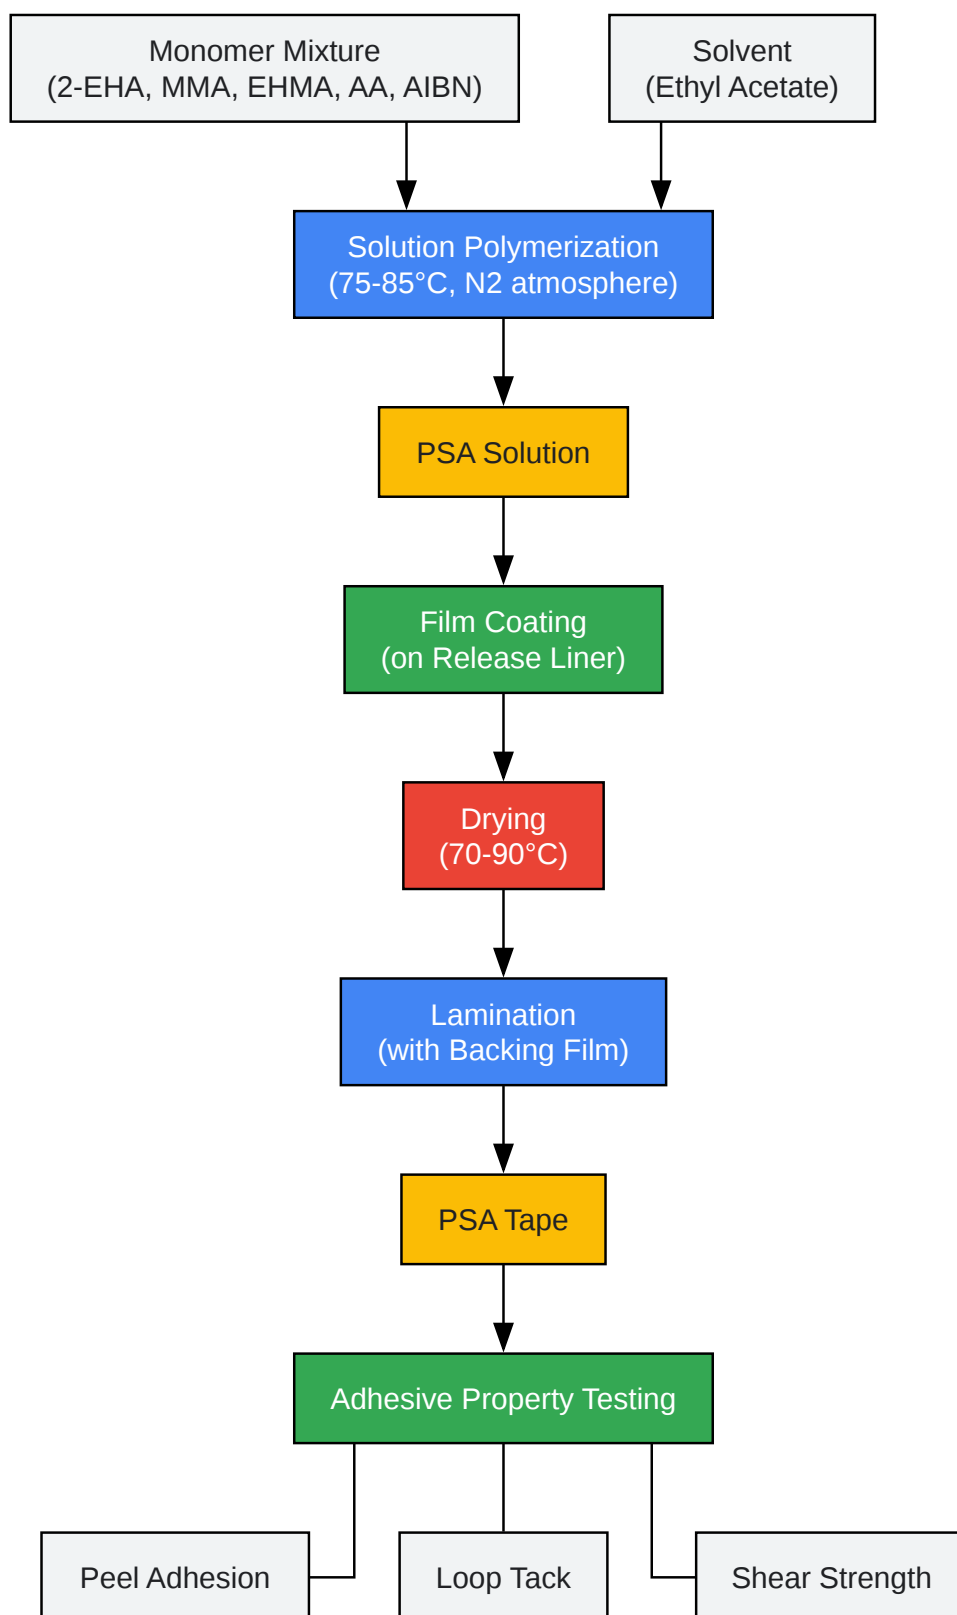 Monomer Mixture
(2-EHA, MMA, EHMA, AA, AIBN)
Solvent
(Ethyl Acetate)
Solution Polymerization
(75-85°C, N2 atmosphere)
PSA Solution
Film Coating
(on Release Liner)
Drying
(70-90°C)
Lamination
(with Backing Film)
PSA Tape
Adhesive Property Testing
Peel Adhesion
Loop Tack
Shear Strength